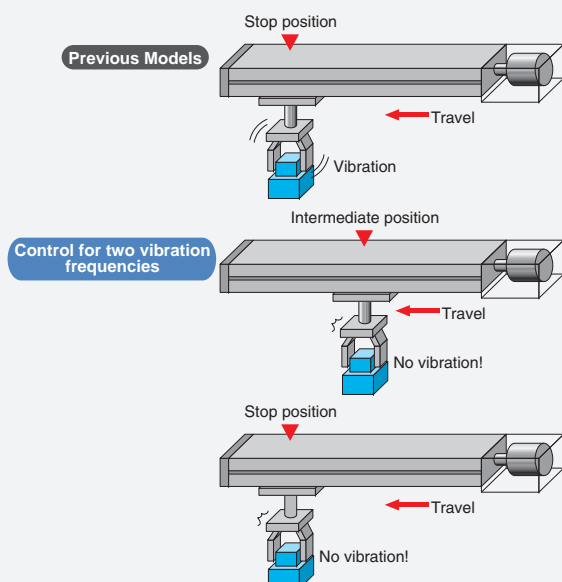 Stop position
Previous Models
Travel
Vibration
Intermediate position
Control for two vibration
frequencies
Travel
No vibration!
Stop position
Travel
No vibration!